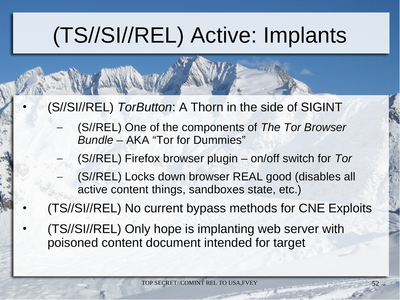 (TS//SI//REL) Active: Implants
• (S//SI//REL) TorButton: A Thorn in the side of SIGINT
– (S//REL) One of the components of The Tor Browser
Bundle – AKA “Tor for Dummies”
– (S//REL) Firefox browser plugin – on/off switch for Tor
– (S//REL) Locks down browser REAL good (disables all
active content things, sandboxes state, etc.)
• (TS//SI//REL) No current bypass methods for CNE Exploits
• (TS//SI//REL) Only hope is implanting web server with
poisoned content document intended for target
TOP SECRET//COMINT REL TO USA,FVEY
52